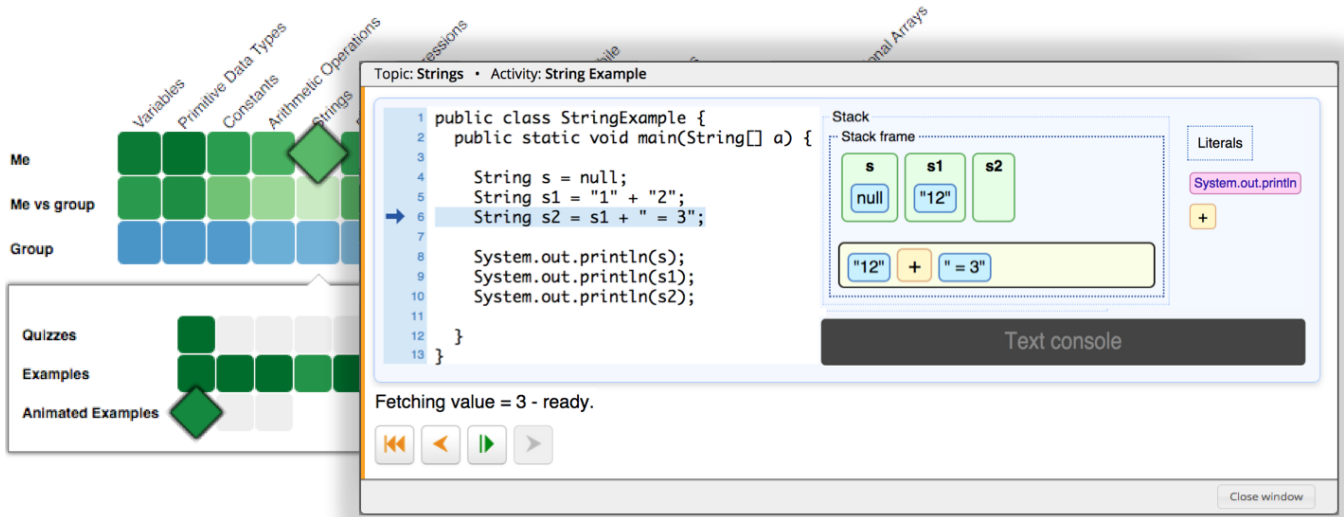 Variables
Primitive Data Types
Constants
Arithmetic Operations
Strings
Me
Me vs group
Group
Quizzes
Examples
Animated Examples
Topic: Strings • Activity: String Example
1 public class StringExample {
2 public static void main(String[] a) {
3
4 String s = null;
5 String s1 = "1" + "2";
6 String s2 = s1 + " = 3";
7
8 System.out.println(s);
9 System.out.println(s1);
10 System.out.println(s2);
11
12 }
13 }
Stack
Stack frame
s s1 s2
null "12"
"12" + " = 3"
Literals
System.out.println
+
Text console
Fetching value = 3 - ready.
Close window